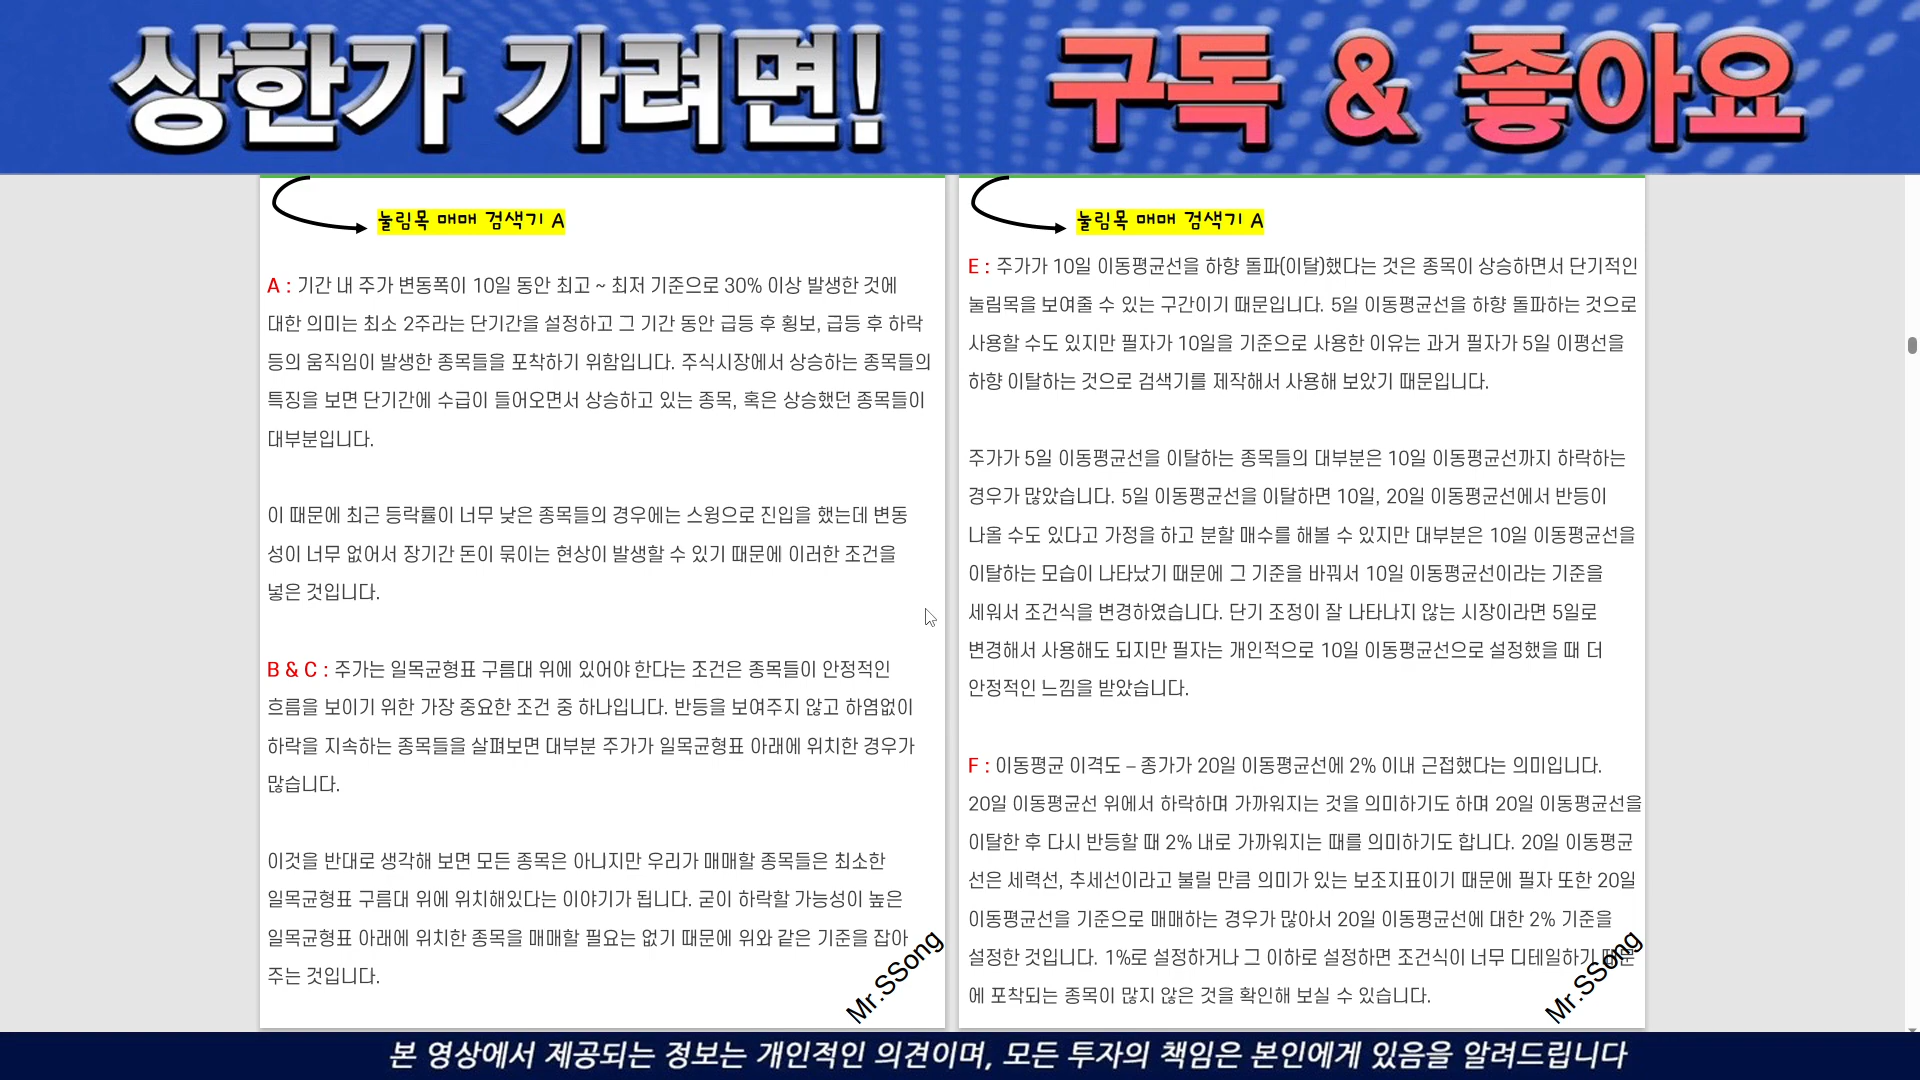 상한가 가려면! 구독 & 좋아요
눌림목 매매 검색기 A
A : 기간 내 주가 변동폭이 10일 동안 최고 ~ 최저 기준으로 30% 이상 발생한 것에
대한 의미는 최소 2주라는 단기간을 설정하고 그 기간 동안 급등 후 횡보, 급등 후 하락
등의 움직임이 발생한 종목들을 포착하기 위함입니다. 주식시장에서 상승하는 종목들의
특징을 보면 단기간에 수급이 들어오면서 상승하고 있는 종목, 혹은 상승했던 종목들이
대부분입니다.
이 때문에 최근 등락률이 너무 낮은 종목들의 경우에는 스윙으로 진입을 했는데 변동
성이 너무 없어서 장기간 돈이 묶이는 현상이 발생할 수 있기 때문에 이러한 조건을
넣은 것입니다.
B & C : 주가는 일목균형표 구름대 위에 있어야 한다는 조건은 종목들이 안정적인
흐름을 보이기 위한 가장 중요한 조건 중 하나입니다. 반등을 보여주지 않고 하염없이
하락을 지속하는 종목들을 살펴보면 대부분 주가가 일목균형표 아래에 위치한 경우가
많습니다.
이것을 반대로 생각해 보면 모든 종목은 아니지만 우리가 매매할 종목들은 최소한
일목균형표 구름대 위에 위치해있다는 이야기가 됩니다. 굳이 하락할 가능성이 높은
일목균형표 아래에 위치한 종목을 매매할 필요는 없기 때문에 위와 같은 기준을 잡아
주는 것입니다.
Mr.SSong
눌림목 매매 검색기 A
E : 주가가 10일 이동평균선을 하향 돌파(이탈)했다는 것은 종목이 상승하면서 단기적인
눌림목을 보여줄 수 있는 구간이기 때문입니다. 5일 이동평균선을 하향 돌파하는 것으로
사용할 수도 있지만 필자가 10일을 기준으로 사용한 이유는 과거 필자가 5일 이평선을
하향 이탈하는 것으로 검색기를 제작해서 사용해 보았기 때문입니다.
주가가 5일 이동평균선을 이탈하는 종목들의 대부분은 10일 이동평균선까지 하락하는
경우가 많았습니다. 5일 이동평균선을 이탈하면 10일, 20일 이동평균선에서 반등이
나올 수도 있다고 가정을 하고 분할 매수를 해볼 수 있지만 대부분은 10일 이동평균선을
이탈하는 모습이 나타났기 때문에 그 기준을 바꿔서 10일 이동평균선이라는 기준을
세워서 조건식을 변경하였습니다. 단기 조정이 잘 나타나지 않는 시장이라면 5일로
변경해서 사용해도 되지만 필자는 개인적으로 10일 이동평균선으로 설정했을 때 더
안정적인 느낌을 받았습니다.
F : 이동평균 이격도 – 종가가 20일 이동평균선에 2% 이내 근접했다는 의미입니다.
20일 이동평균선 위에서 하락하며 가까워지는 것을 의미하기도 하며 20일 이동평균선을
이탈한 후 다시 반등할 때 2% 내로 가까워지는 때를 의미하기도 합니다. 20일 이동평균
선은 세력선, 추세선이라고 불릴 만큼 의미가 있는 보조지표이기 때문에 필자 또한 20일
이동평균선을 기준으로 매매하는 경우가 많아서 20일 이동평균선에 대한 2% 기준을
설정한 것입니다. 1%로 설정하거나 그 이하로 설정하면 조건식이 너무 디테일하기 때문
에 포착되는 종목이 많지 않은 것을 확인해 보실 수 있습니다.
Mr.SSong
본 영상에서 제공되는 정보는 개인적인 의견이며, 모든 투자의 책임은 본인에게 있음을 알려드립니다